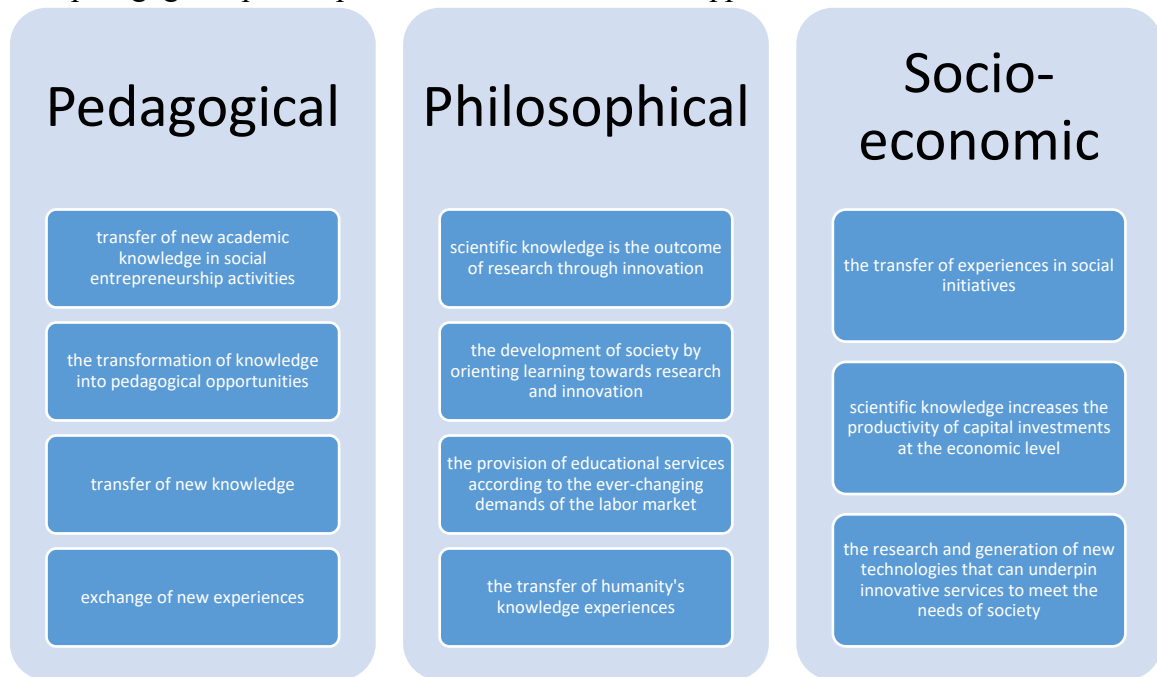 Pedagogical
transfer of new academic
knowledge in social
entrepreneurship activities
the transformation of knowledge
into pedagogical opportunities
transfer of new knowledge
exchange of new experiences
Philosophical
scientific knowledge is the outcome
of research through innovation
the development of society by
orienting learning towards research
and innovation
the provision of educational services
according to the ever-changing
demands of the labor market
the transfer of humanity's
knowledge experiences
Socio-
economic
the transfer of experiences in social
initiatives
scientific knowledge increases the
productivity of capital investments
at the economic level
the research and generation of new
technologies that can underpin
innovative services to meet the
needs of society